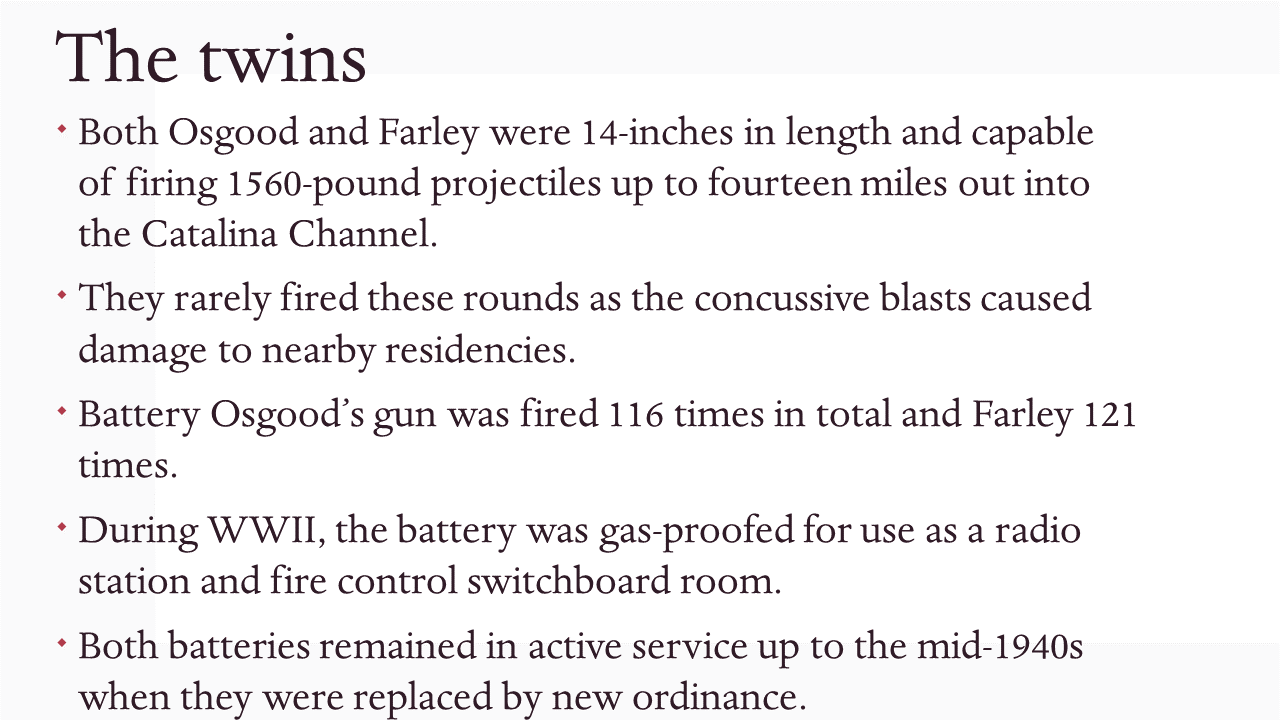 The twins
Both Osgood and Farley were 14-inches in length and capable
of firing 1560-pound projectiles up to fourteen miles out into
the Catalina Channel.
They rarely fired these rounds as the concussive blasts caused
damage to nearby residencies.
Battery Osgood’s gun was fired 116 times in total and Farley 121
times.
During WWII, the battery was gas-proofed for use as a radio
station and fire control switchboard room.
Both batteries remained in active service up to the mid-1940s
when they were replaced by new ordinance.